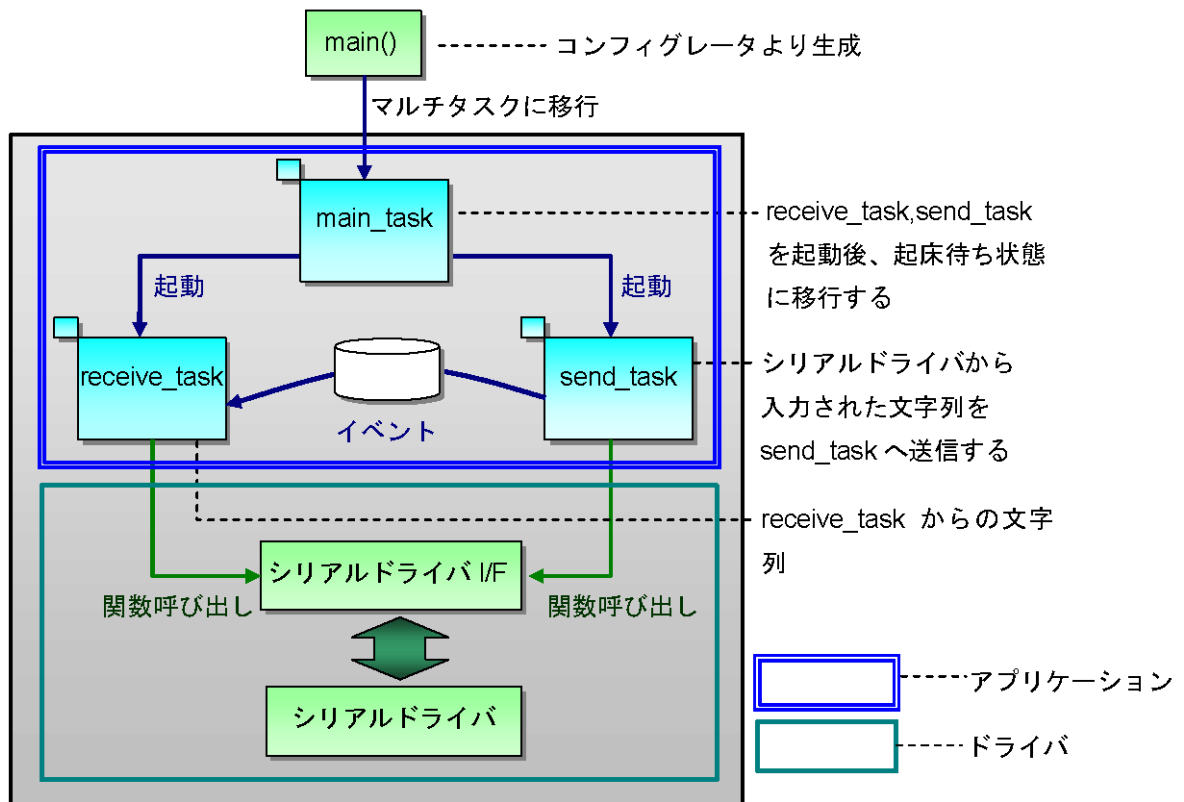 main()
コンフィグレータより生成
マルチタスクに移行
main_task
receive_task,send_task
を起動後、起床待ち状態
に移行する
起動
起動
receive_task
イベント
send_task
シリアルドライバから
入力された文字列を
send_task へ送信する
receive_task からの文字
列
シリアルドライバ I/F
関数呼び出し
関数呼び出し
シリアルドライバ
アプリケーション
ドライバ